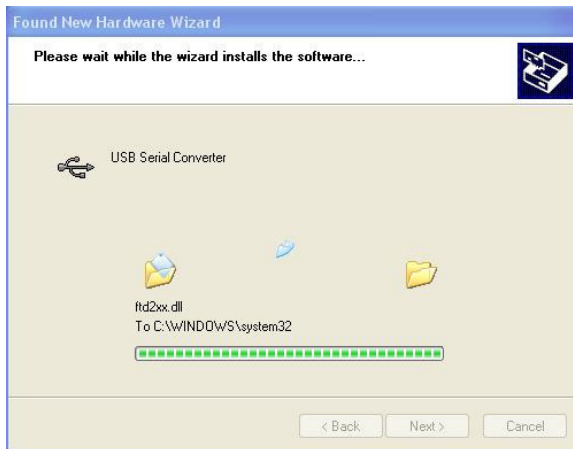 Found New Hardware Wizard
Please wait while the wizard installs the software...
USB Serial Converter
ftd2xx.dll
To C:\WINDOWS\system32
< Back Next > Cancel